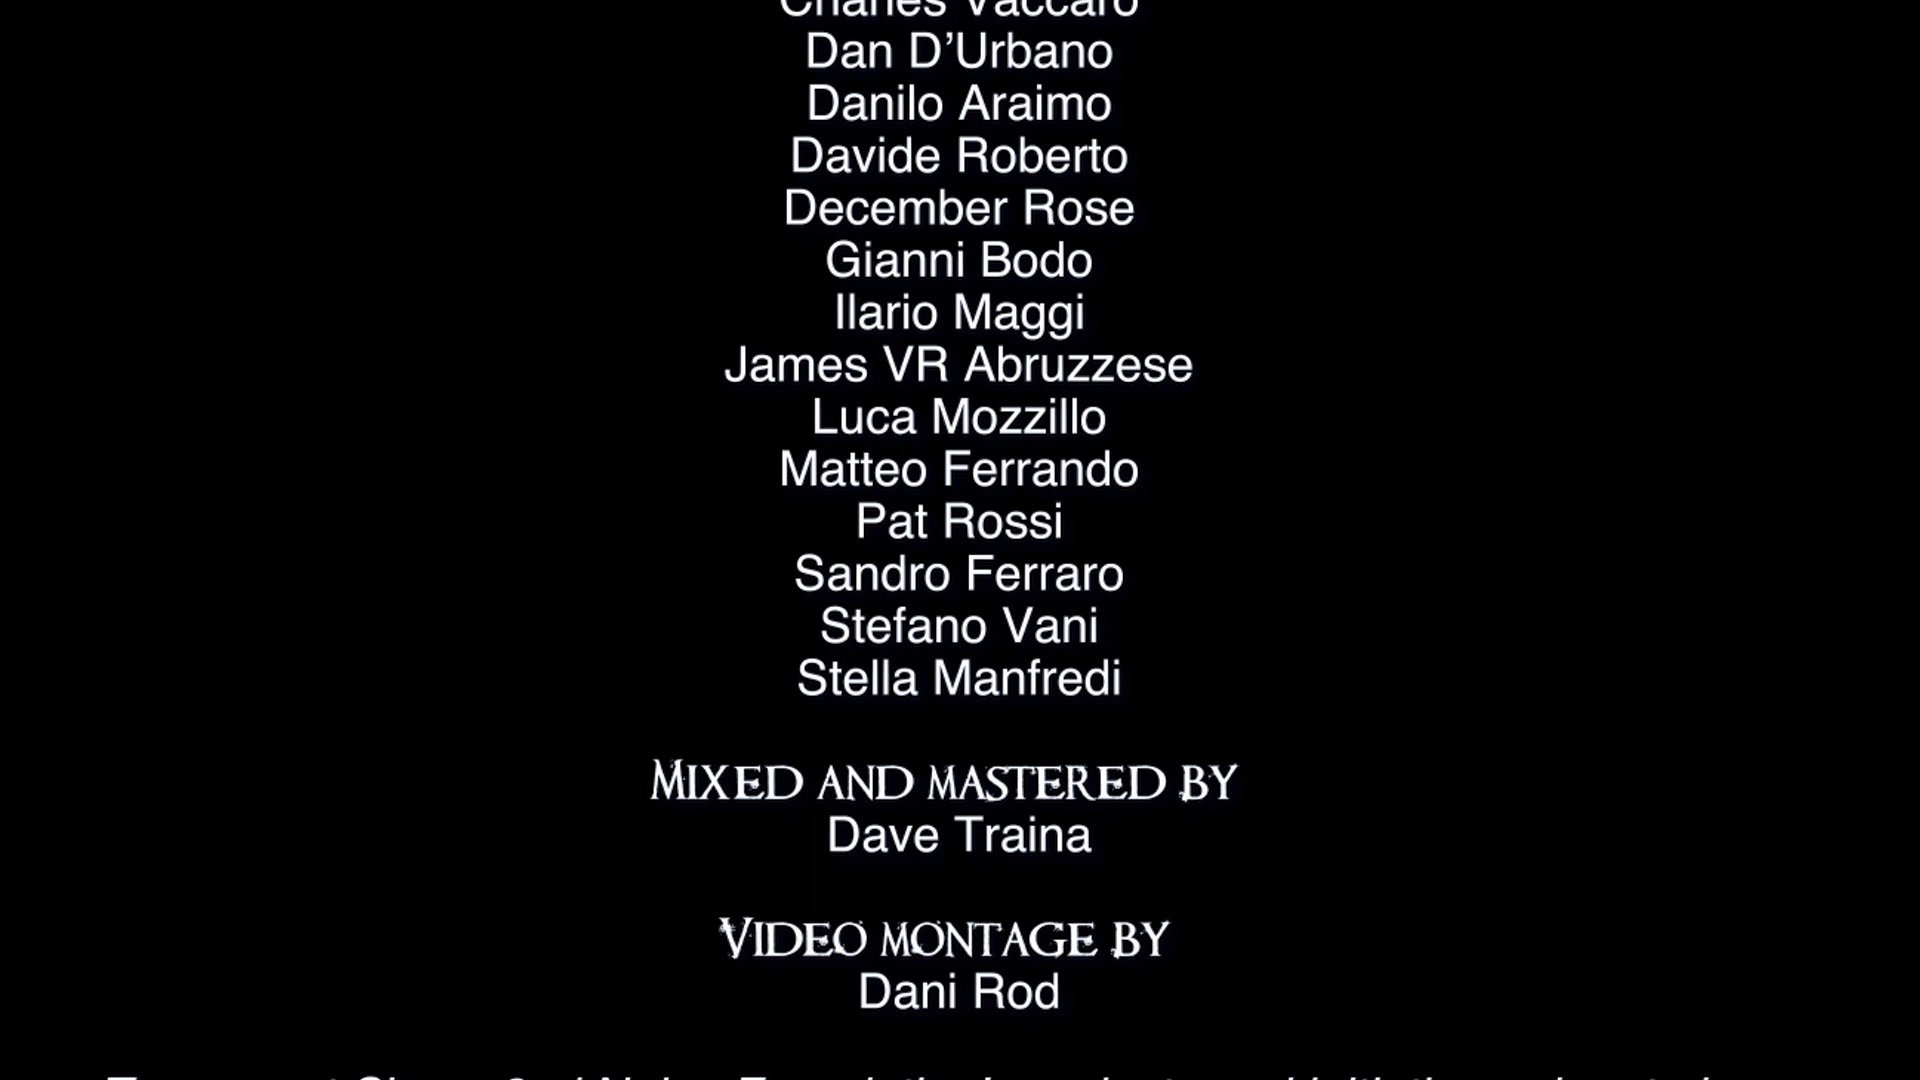 Charles Vaccaro
Dan D’Urbano
Danilo Araimo
Davide Roberto
December Rose
Gianni Bodo
Ilario Maggi
James VR Abruzzese
Luca Mozzillo
Matteo Ferrando
Pat Rossi
Sandro Ferraro
Stefano Vani
Stella Manfredi
Mixed and mastered by
Dave Traina
Video montage by
Dani Rod